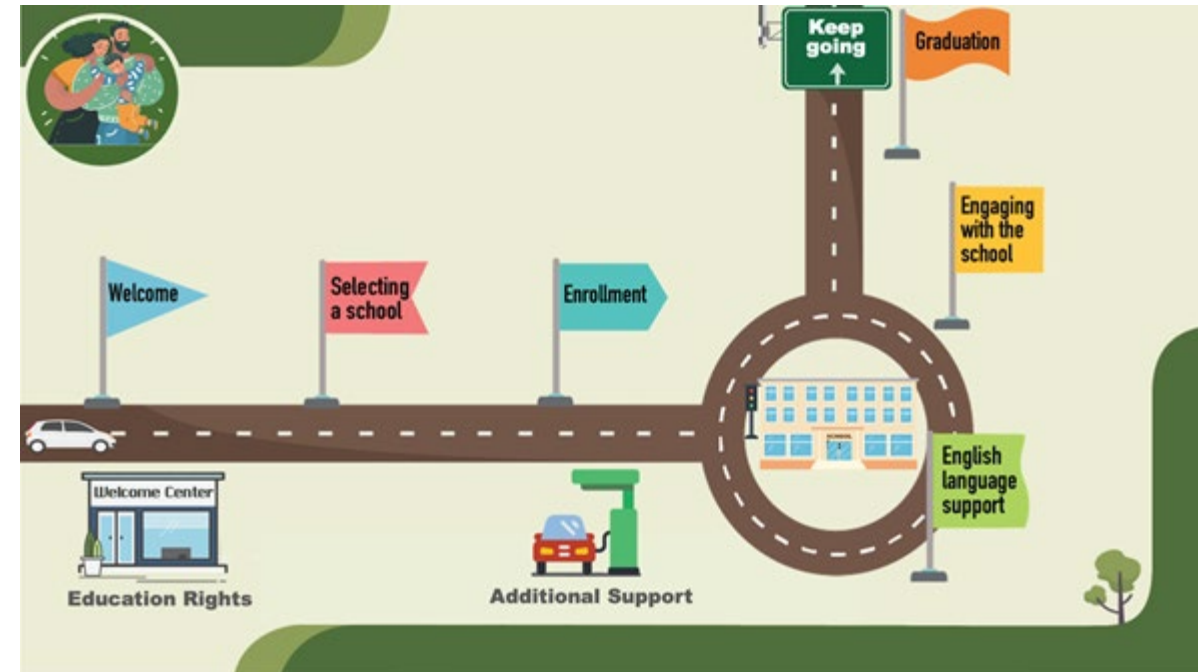 Keep
going
Graduation
Engaging
with the
school
Welcome
Selecting
a school
Enrollment
SCHOOL
English
language
support
Welcome Center
Education Rights
Additional Support